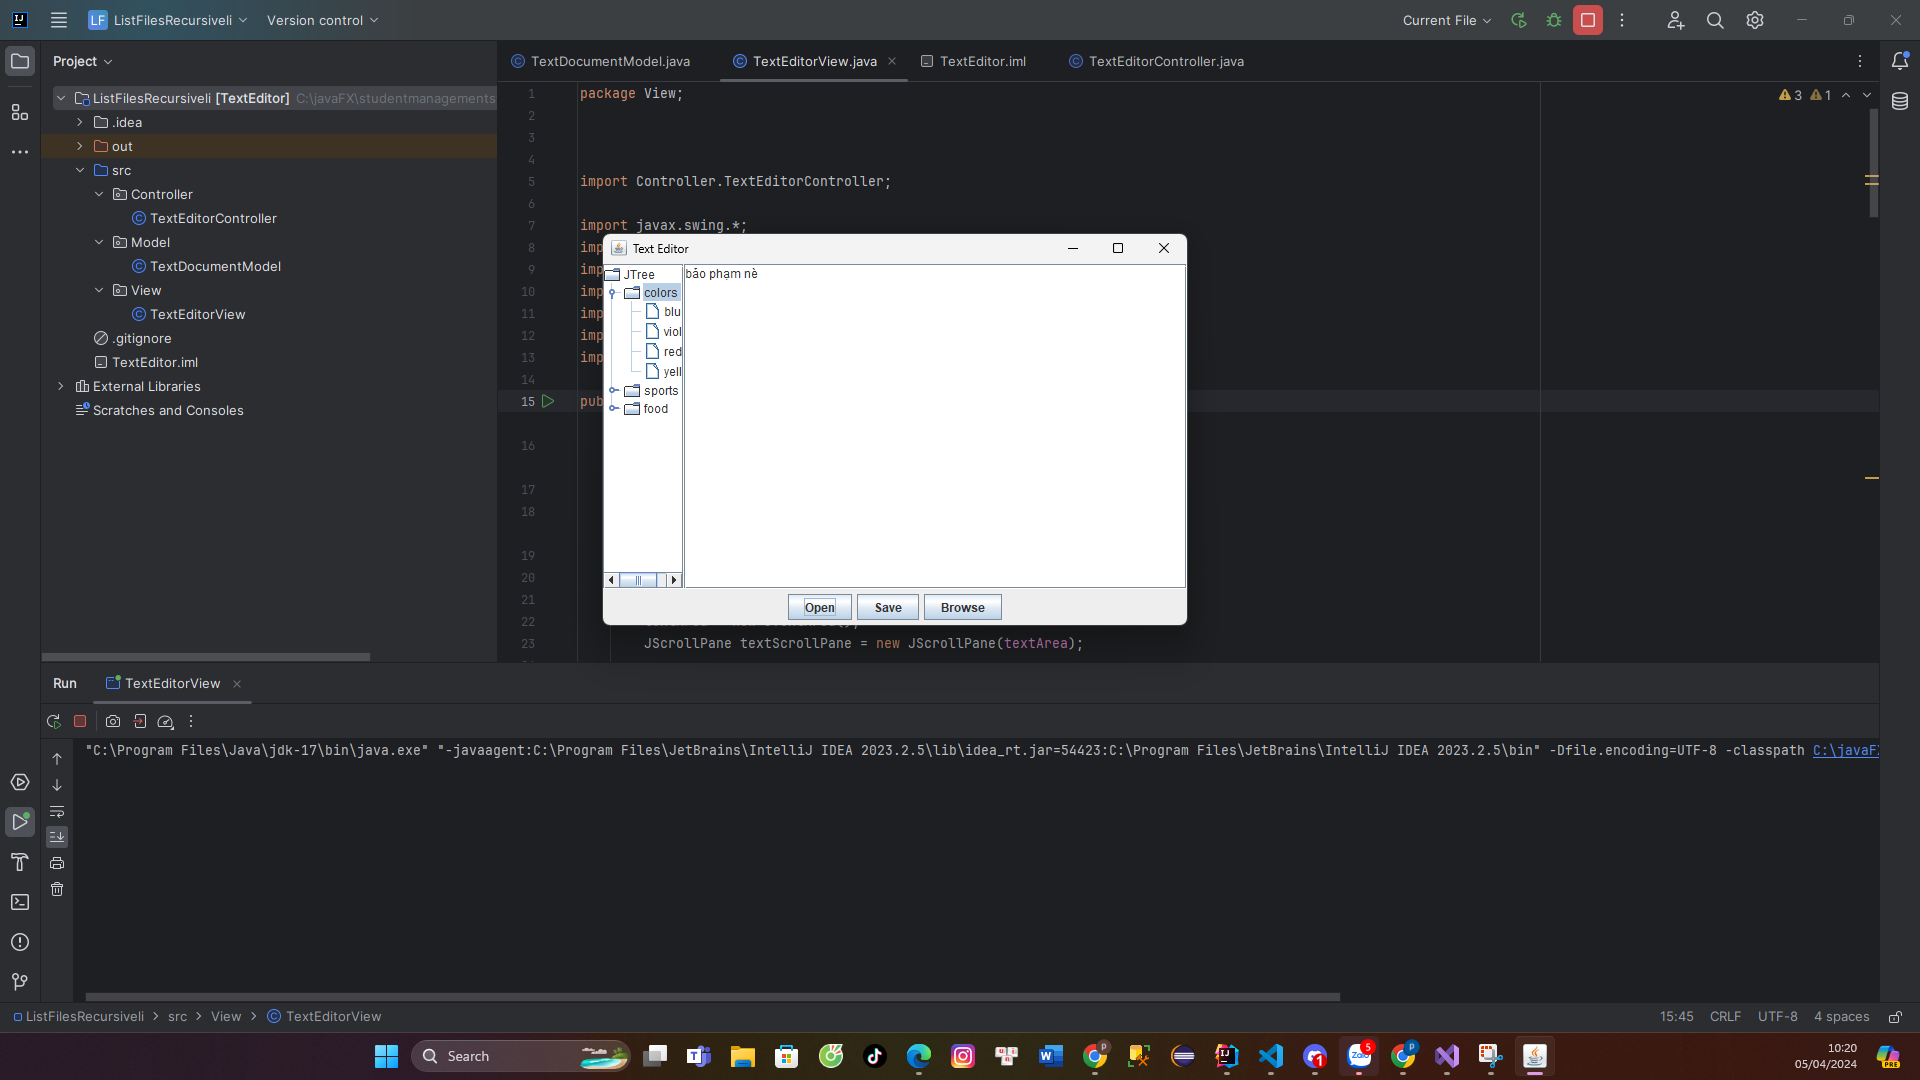 LF ListFilesRecursiveli Version control Current File
Project
TextDocumentModel.java TextEditorView.java TextEditor.iml TextEditorController.java
ListFilesRecursiveli [TextEditor] C:\javaFX\studentmanagements
.idea
out
src
Controller
TextEditorController
Model
TextDocumentModel
View
TextEditorView
.gitignore
TextEditor.iml
External Libraries
Scratches and Consoles
3 1
1 package View;
2
3
4
5 import Controller.TextEditorController;
6
7 import javax.swing.*;
8 imp
9 imp
10 imp
11 imp
12 imp
13 imp
14
15 pub
16
17
18
19
20
21
22
23 JScrollPane textScrollPane = new JScrollPane(textArea);
Text Editor
JTree
colors
blu
viol
red
yell
sports
food
bảo phạm nè
Open Save Browse
Run TextEditorView
"C:\Program Files\Java\jdk-17\bin\java.exe" "-javaagent:C:\Program Files\JetBrains\IntelliJ IDEA 2023.2.5\lib\idea_rt.jar=54423:C:\Program Files\JetBrains\IntelliJ IDEA 2023.2.5\bin" -Dfile.encoding=UTF-8 -classpath C:\javaFX
ListFilesRecursiveli > src > View > TextEditorView 15:45 CRLF UTF-8 4 spaces
Search
10:20
05/04/2024